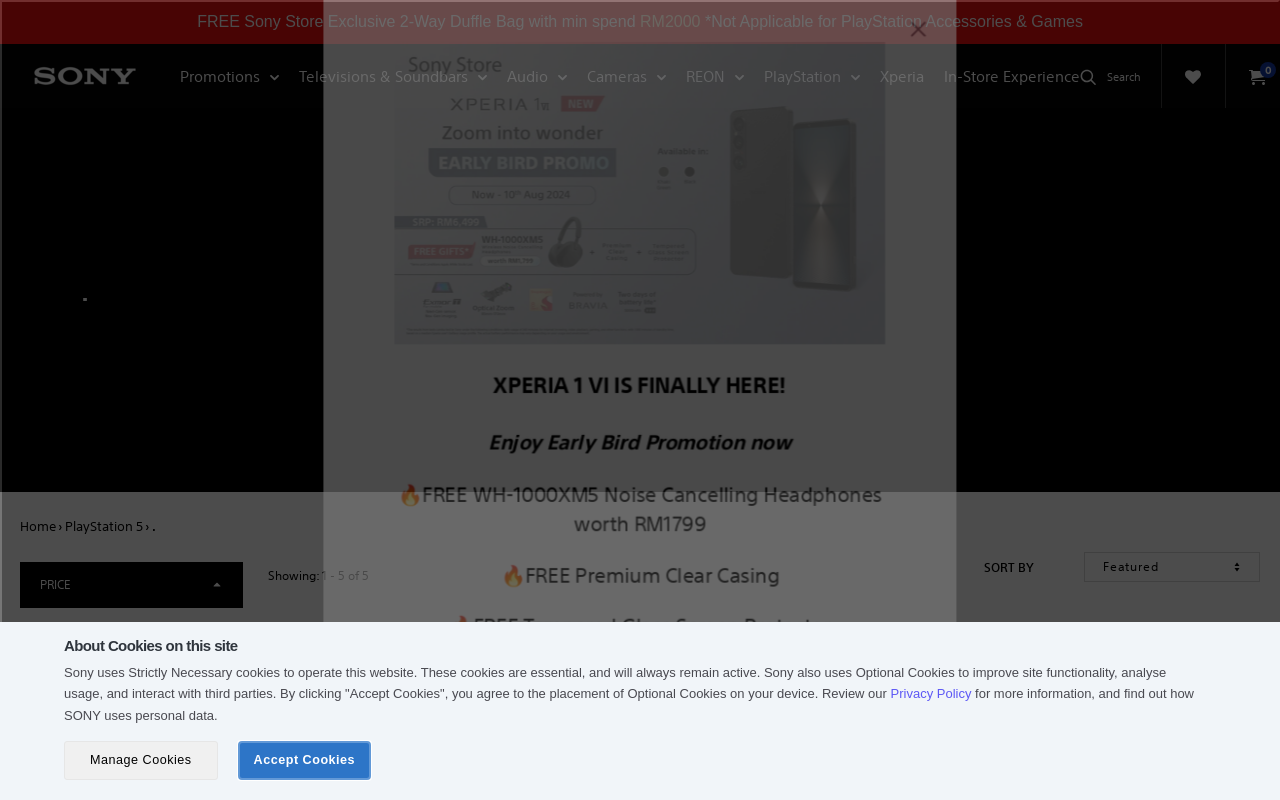 FREE Sony Store Exclusive 2-Way Duffle Bag with min spend RM2000 *Not Applicable for PlayStation Accessories & Games
SONY
Promotions
Televisions & Soundbars
Audio
Cameras
REON
PlayStation
Xperia
In-Store Experience
Search
0
Sony Store
XPERIA 1 VI NEW
Zoom into wonder
EARLY BIRD PROMO
Now - 10th Aug 2024
SRP: RM6,499
FREE GIFTS*
WH-1000XM5
BRAVIA
XPERIA 1 VI IS FINALLY HERE!
Enjoy Early Bird Promotion now
🔥FREE WH-1000XM5 Noise Cancelling Headphones
worth RM1799
🔥FREE Premium Clear Casing
Home › PlayStation 5 › .
PRICE
Showing: 1 - 5 of 5
SORT BY
Featured
About Cookies on this site
Sony uses Strictly Necessary cookies to operate this website. These cookies are essential, and will always remain active. Sony also uses Optional Cookies to improve site functionality, analyse
usage, and interact with third parties. By clicking "Accept Cookies", you agree to the placement of Optional Cookies on your device. Review our Privacy Policy for more information, and find out how
SONY uses personal data.
Manage Cookies
Accept Cookies